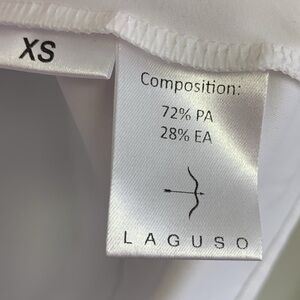 XS
Composition:
72% PA
28% EA
LAGUSO